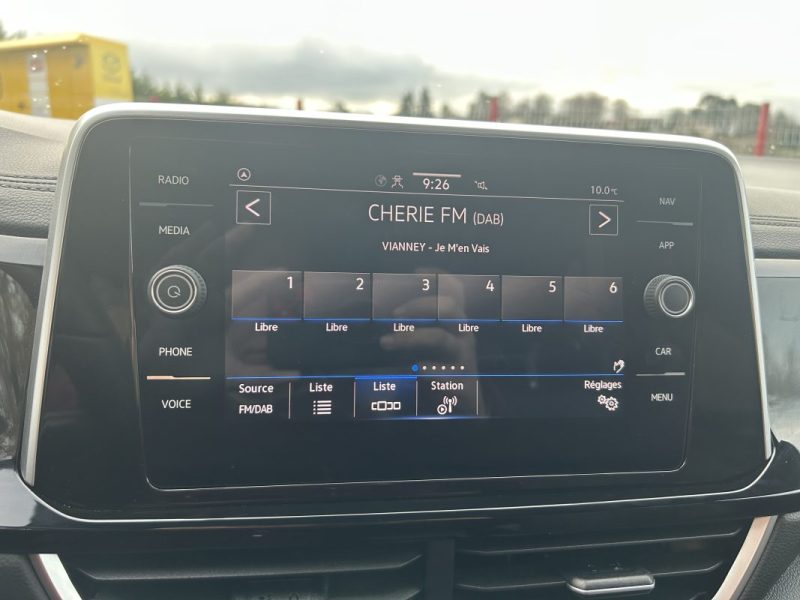 RADIO
MEDIA
PHONE
VOICE
9:26
10.0°C
CHERIE FM (DAB)
VIANNEY - Je M'en Vais
1 2 3 4 5 6
Libre Libre Libre Libre Libre Libre
Source Liste Liste Station Réglages
FM/DAB
NAV
APP
CAR
MENU